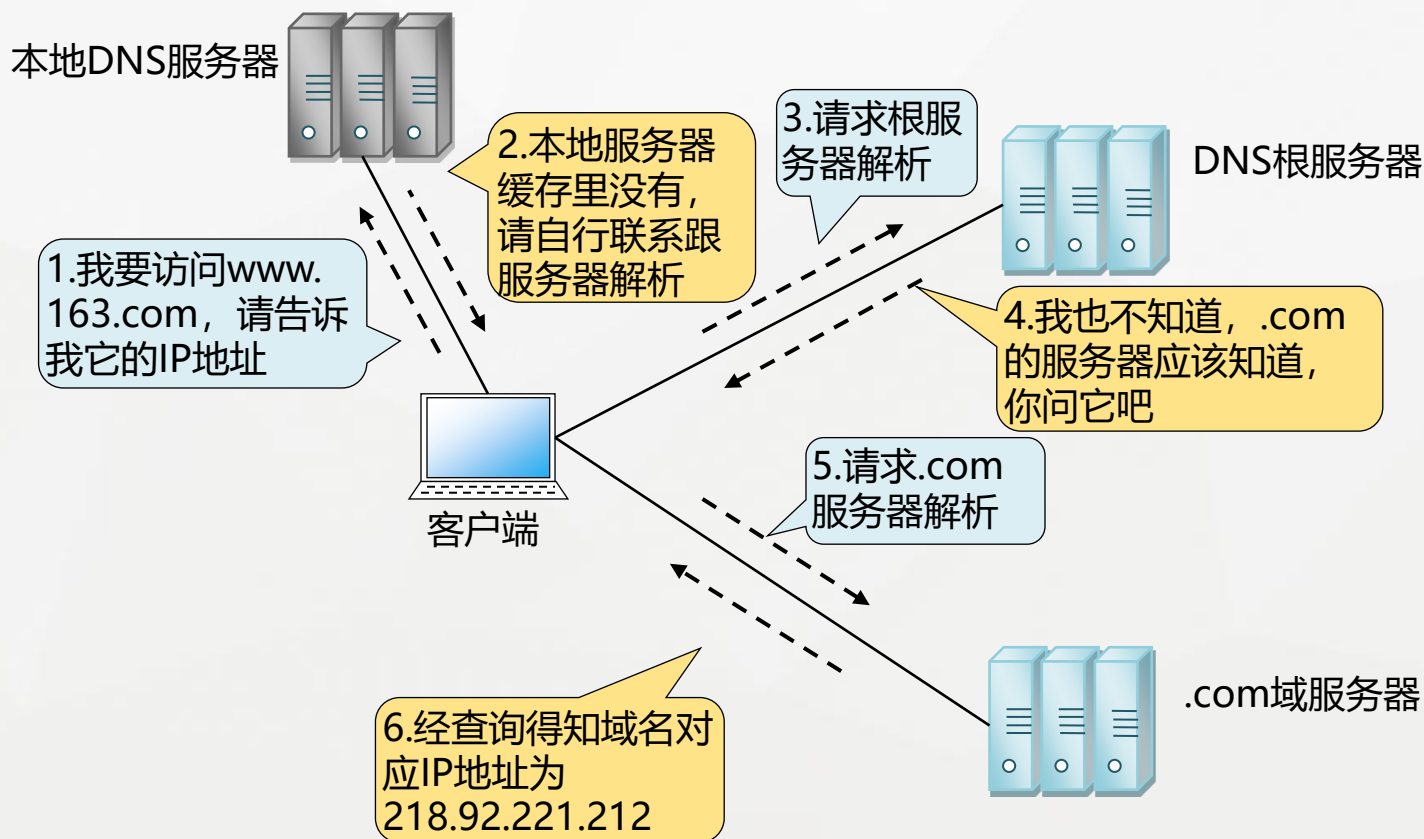 本地DNS服务器
1.我要访问www.
163.com，请告诉
我它的IP地址
2.本地服务器
缓存里没有，
请自行联系跟
服务器解析
3.请求根服
务器解析
DNS根服务器
4.我也不知道，.com
的服务器应该知道，
你问它吧
客户端
5.请求.com
服务器解析
.com域服务器
6.经查询得知域名对
应IP地址为
218.92.221.212